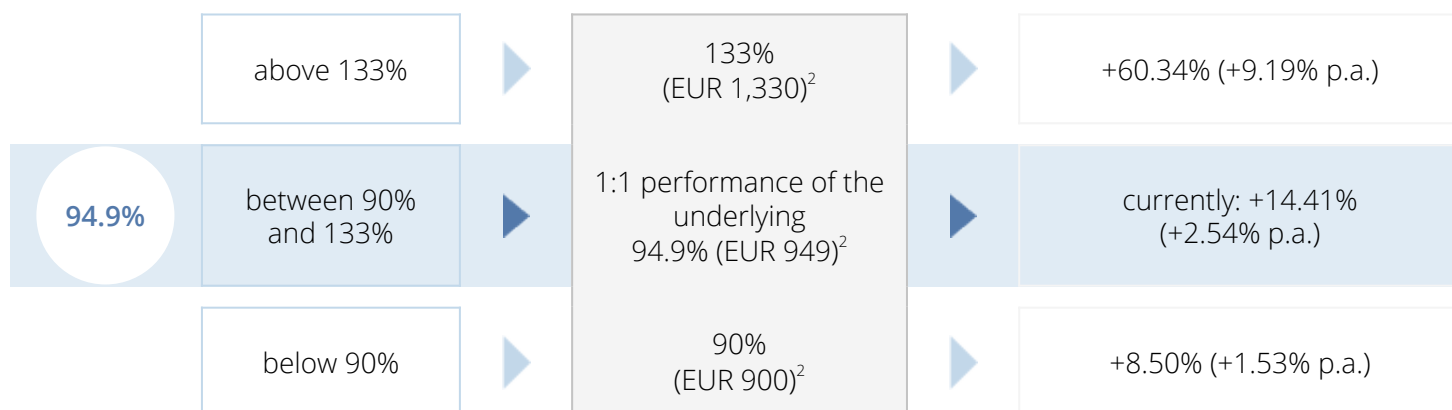 above 133%
133%
(EUR 1,330)²
+60.34% (+9.19% p.a.)
94.9%
between 90%
and 133%
1:1 performance of the
underlying
94.9% (EUR 949)²
currently: +14.41%
(+2.54% p.a.)
below 90%
90%
(EUR 900)²
+8.50% (+1.53% p.a.)